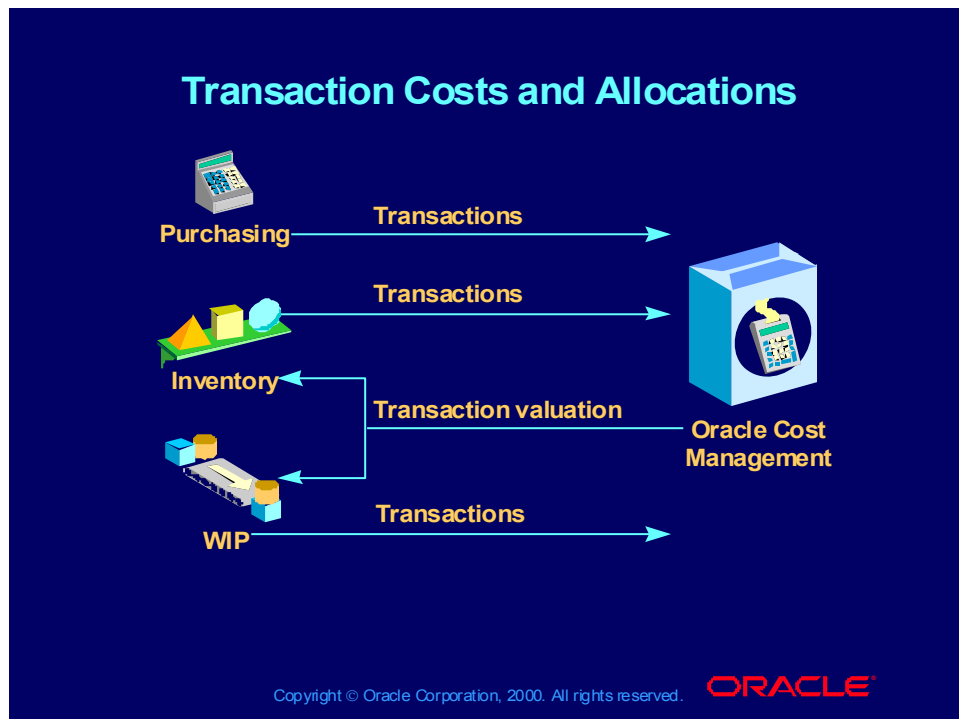 Transaction Costs and Allocations
Transactions
Purchasing
Transactions
Inventory
Transaction valuation
Oracle Cost
Management
Transactions
WIP
Copyright © Oracle Corporation, 2000. All rights reserved.
ORACLE®